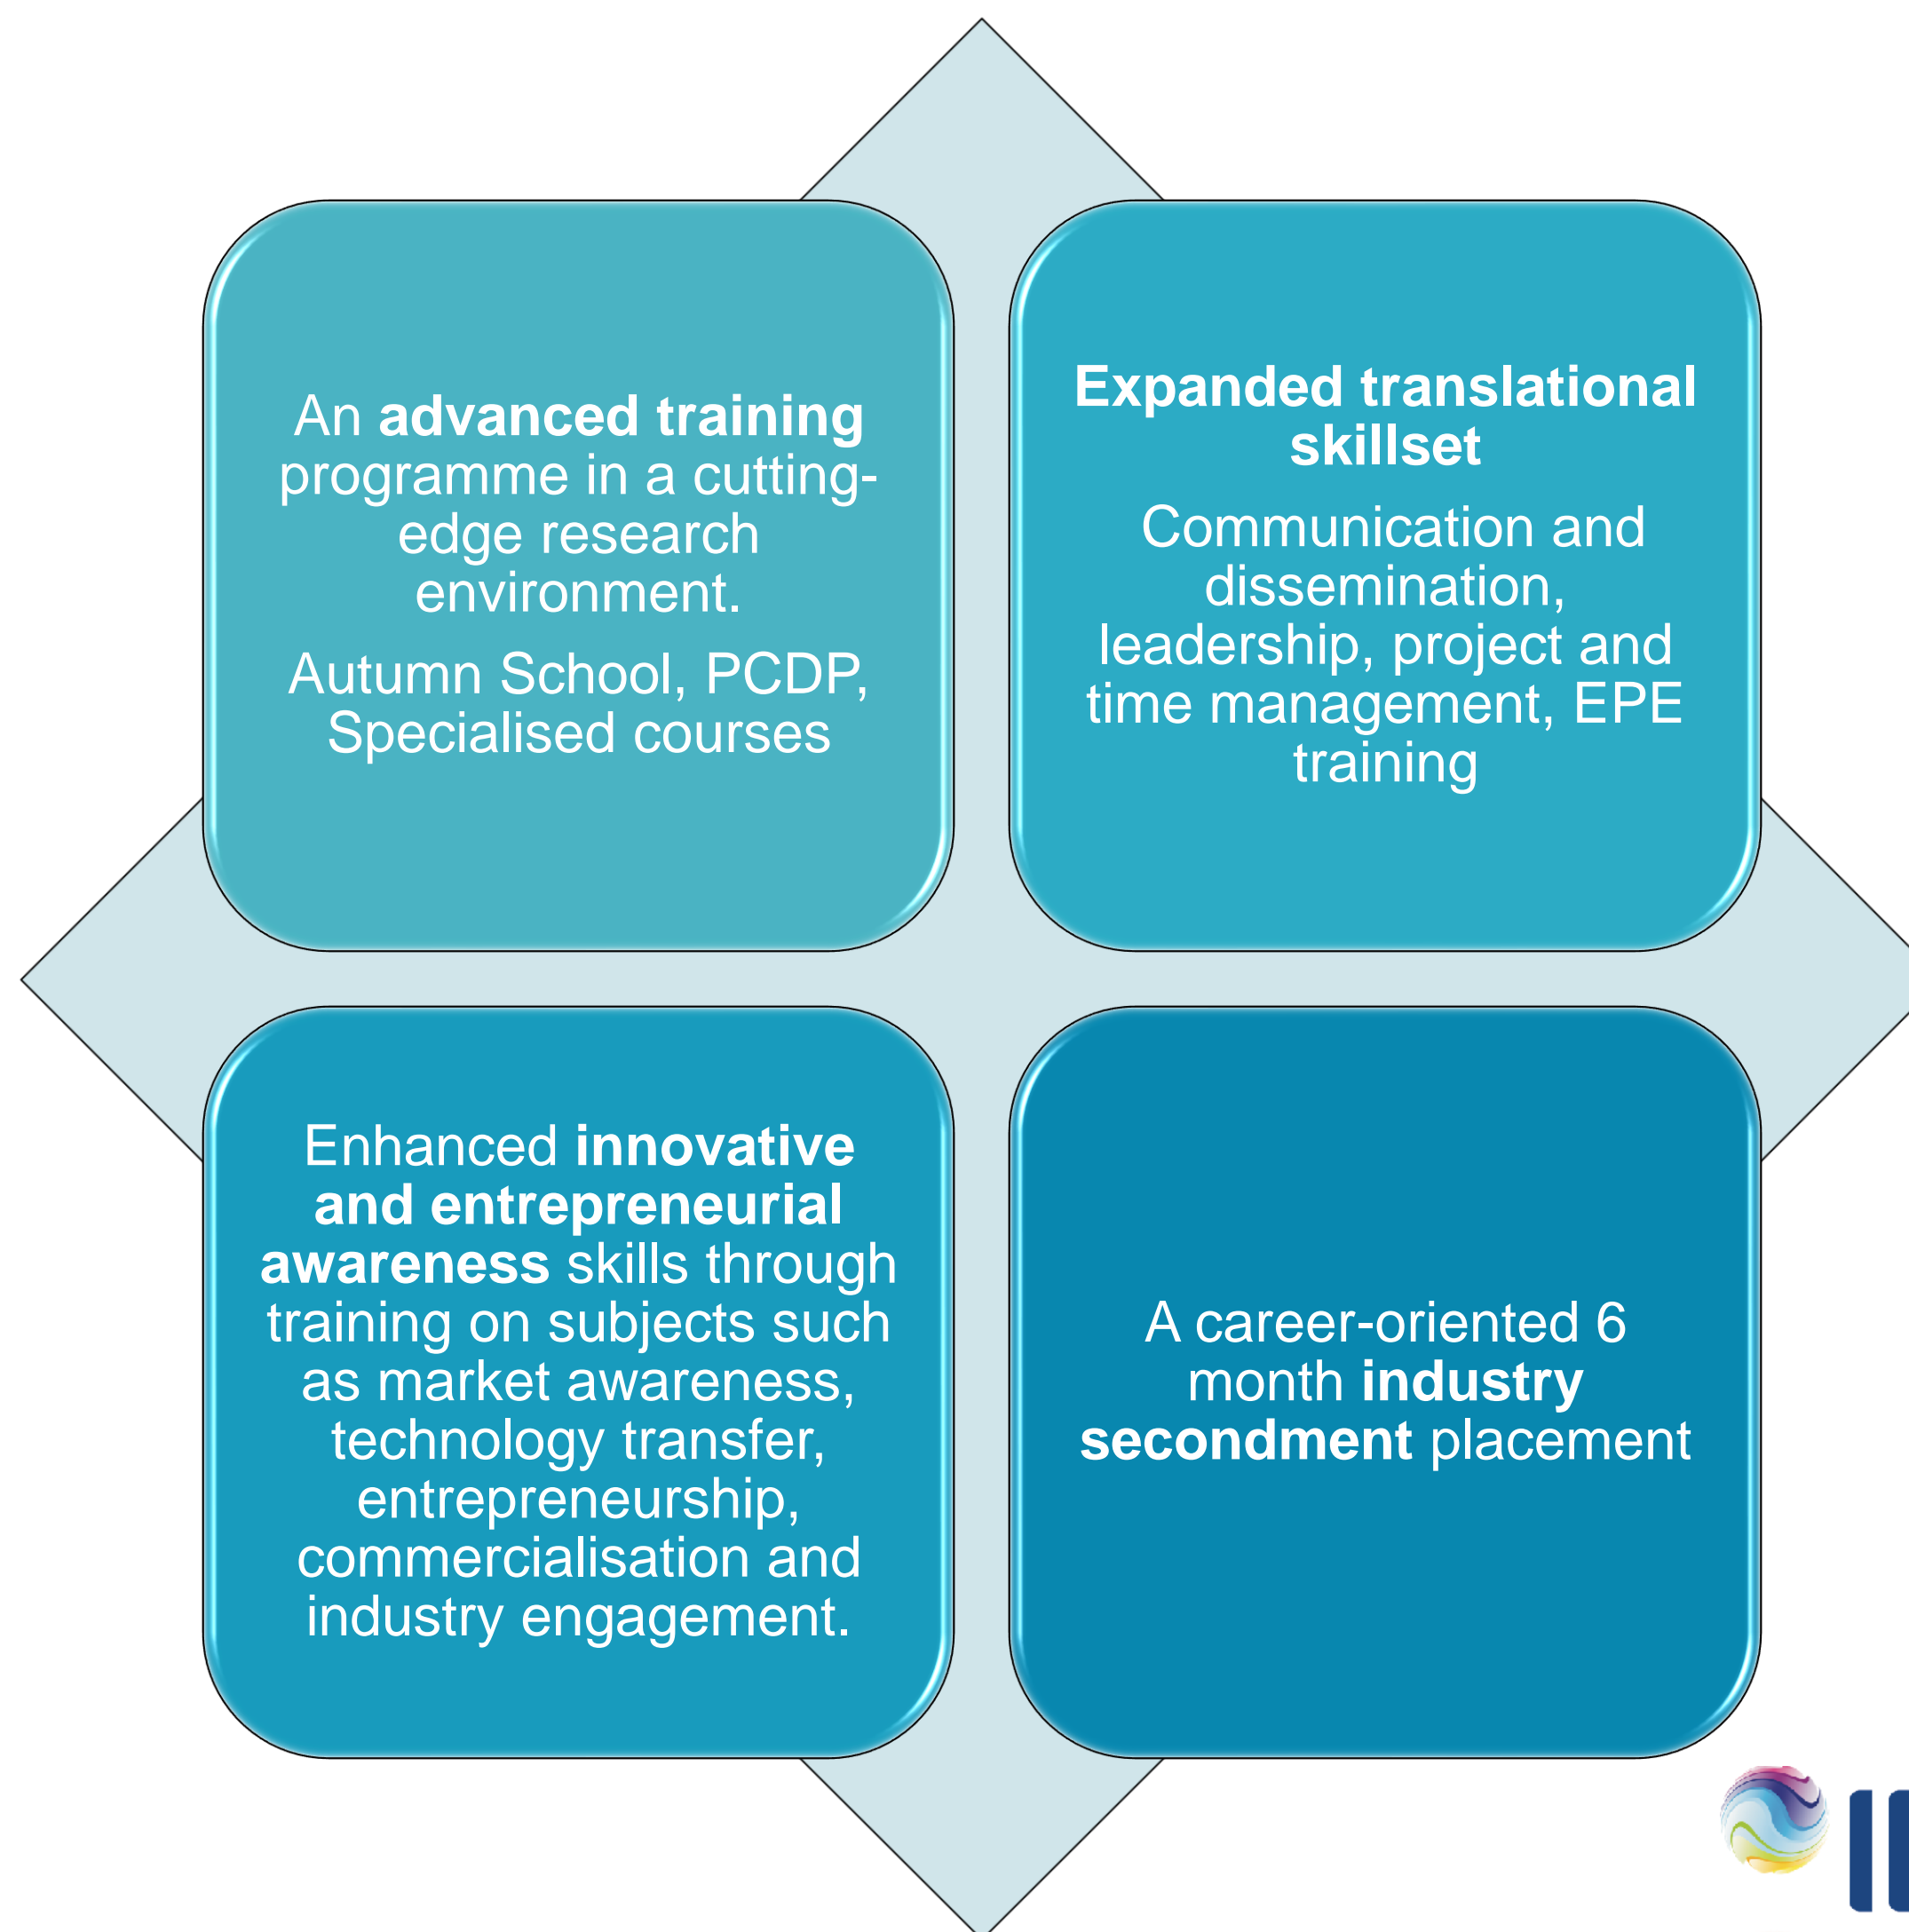 An advanced training
programme in a cutting-
edge research
environment.
Autumn School, PCDP,
Specialised courses
Expanded translational
skillset
Communication and
dissemination,
leadership, project and
time management, EPE
training
Enhanced innovative
and entrepreneurial
awareness skills through
training on subjects such
as market awareness,
technology transfer,
entrepreneurship,
commercialisation and
industry engagement.
A career-oriented 6
month industry
secondment placement